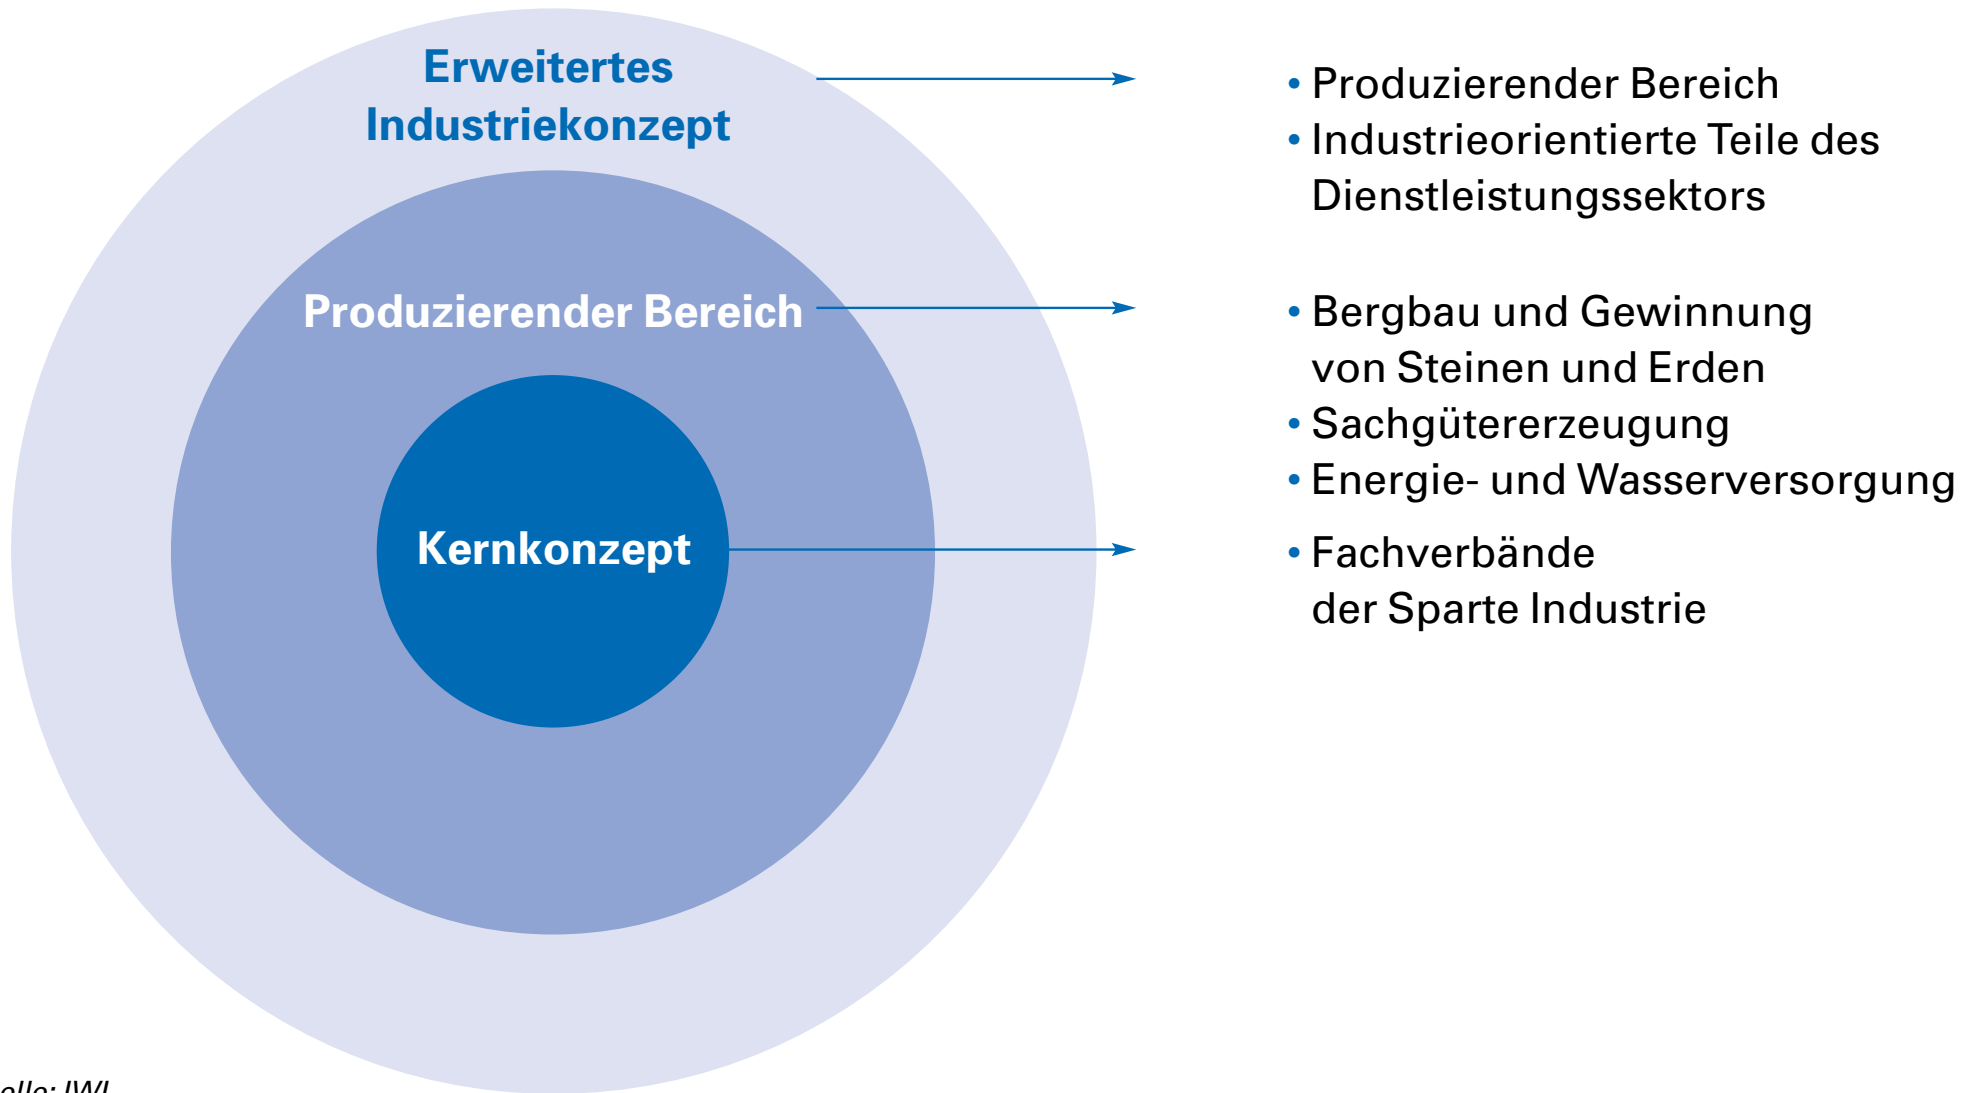 Erweitertes
Industriekonzept
• Produzierender Bereich
• Industrieorientierte Teile des
Dienstleistungssektors
Produzierender Bereich
• Bergbau und Gewinnung
von Steinen und Erden
• Sachgütererzeugung
• Energie- und Wasserversorgung
Kernkonzept
• Fachverbände
der Sparte Industrie
IWI